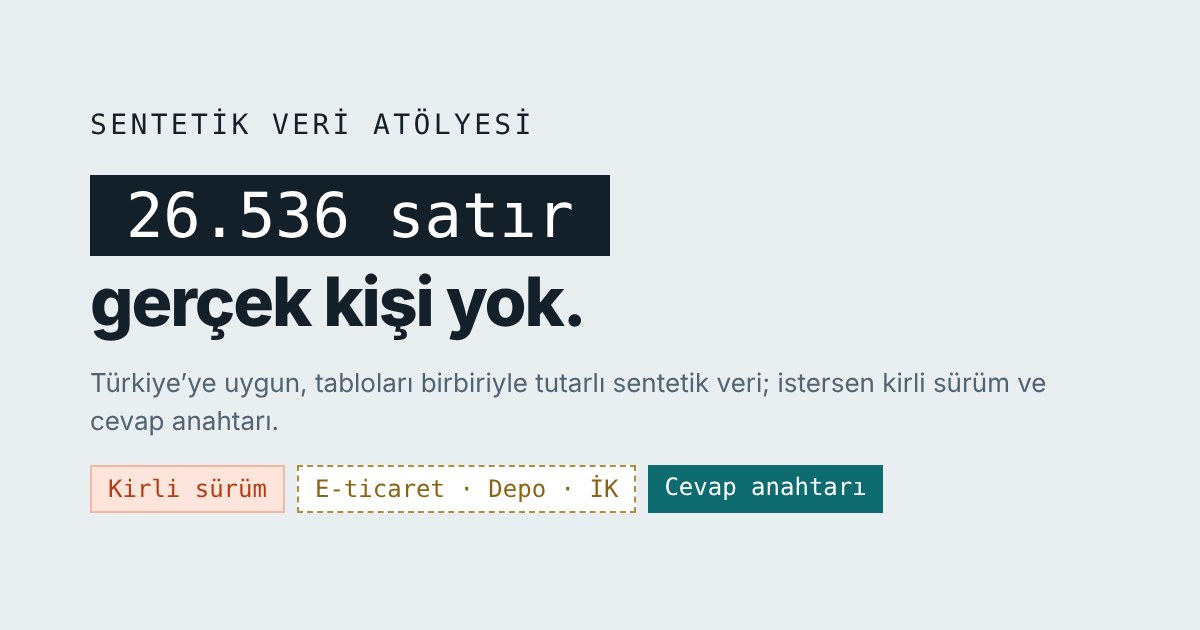 SENTETİK VERİ ATÖLYESİ
26.536 satır
gerçek kişi yok.
Türkiye’ye uygun, tabloları birbiriyle tutarlı sentetik veri; istersen kirli sürüm ve
cevap anahtarı.
Kirli sürüm
E-ticaret · Depo · İK
Cevap anahtarı